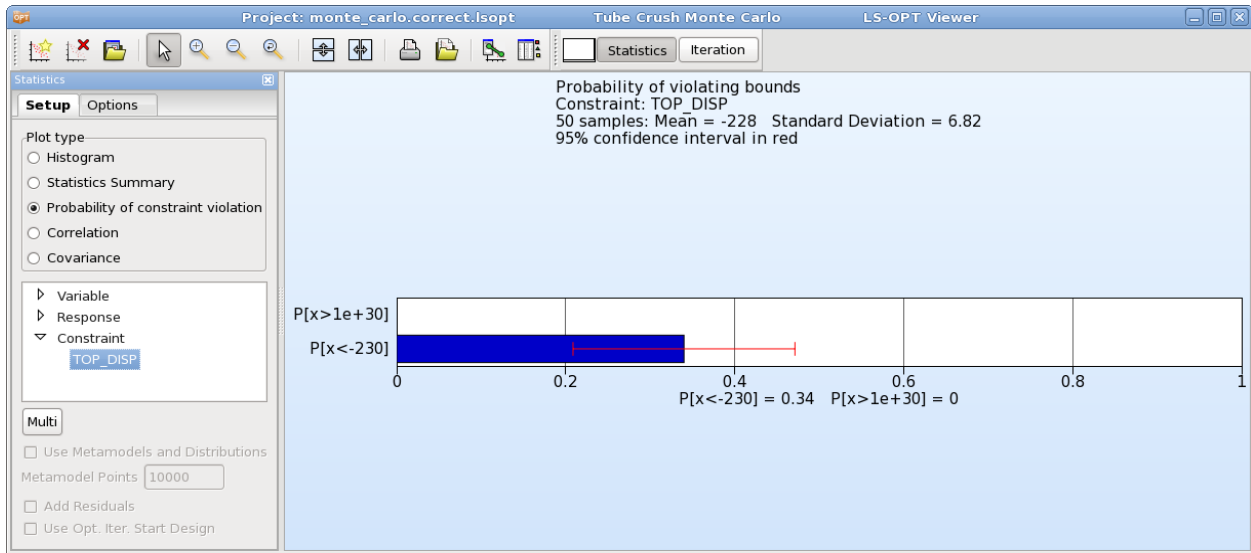 OPT Project: monte_carlo.correct.lsopt Tube Crush Monte Carlo LS-OPT Viewer
Statistics Iteration
Statistics
Setup Options
Plot type
Histogram
Statistics Summary
Probability of constraint violation
Correlation
Covariance
Variable
Response
Constraint
TOP_DISP
Multi
Use Metamodels and Distributions
Metamodel Points 10000
Add Residuals
Use Opt. Iter. Start Design
Probability of violating bounds
Constraint: TOP_DISP
50 samples: Mean = -228 Standard Deviation = 6.82
95% confidence interval in red
P[x>1e+30]
P[x<-230]
0 0.2 0.4 0.6 0.8 1
P[x<-230] = 0.34 P[x>1e+30] = 0